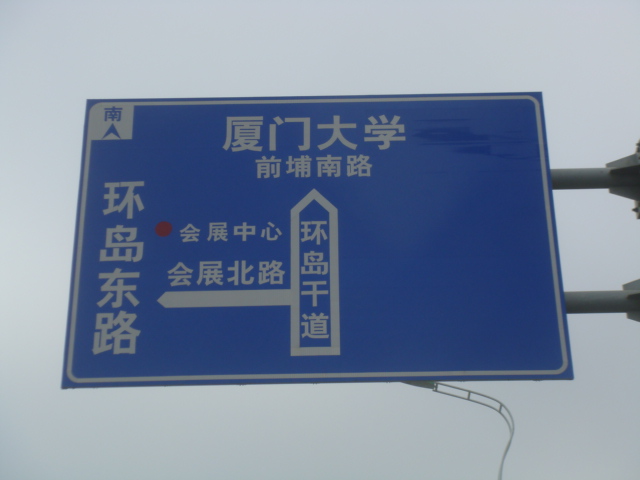 南
厦门大学
前埔南路
环岛东路
会展中心
会展北路
环岛干道